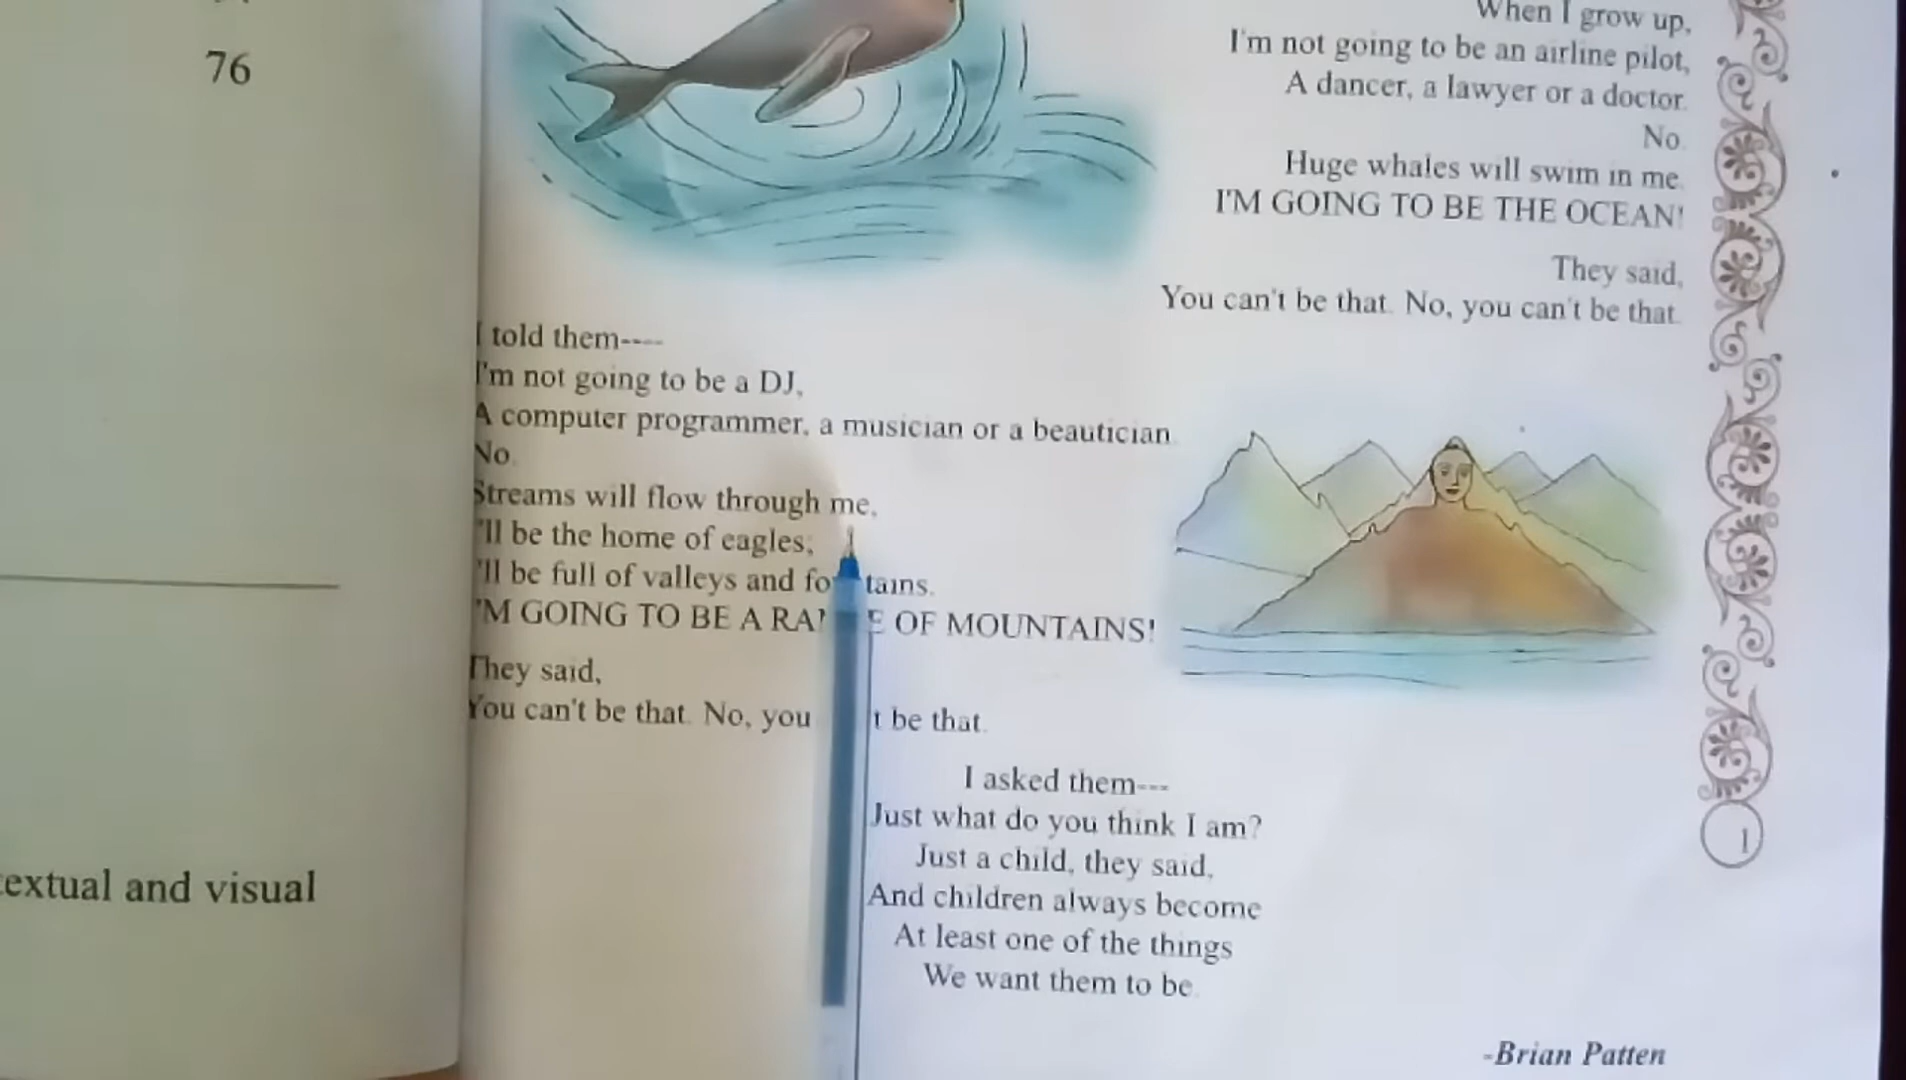 76
extual and visual
When I grow up,
I'm not going to be an airline pilot,
A dancer, a lawyer or a doctor.
No.
Huge whales will swim in me.
I'M GOING TO BE THE OCEAN!
They said,
You can't be that. No, you can't be that.
I told them----
I'm not going to be a DJ,
A computer programmer, a musician or a beautician.
No.
Streams will flow through me,
'll be the home of eagles;
'll be full of valleys and fo tains.
'M GOING TO BE A RA E OF MOUNTAINS!
They said,
You can't be that. No, you t be that.
I asked them---
Just what do you think I am?
Just a child, they said,
And children always become
At least one of the things
We want them to be.
-Brian Patten
1